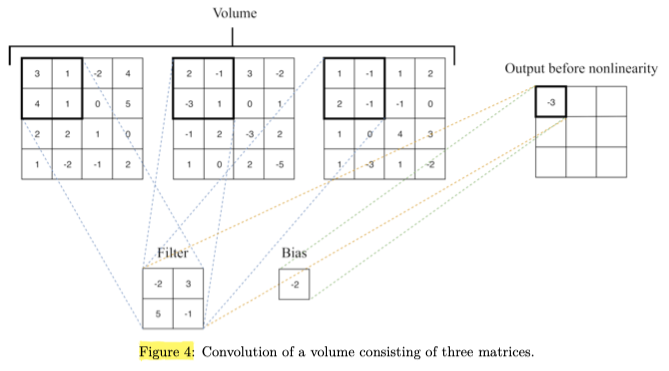 Volume
Output before nonlinearity
3 1 -2 4 2 -1 3 -2 1 -1 1 2
-3
4 1 0 5 -3 1 0 1 2 -1 -1 0
2 2 1 0 -1 2 -3 2 1 0 4 3
1 -2 -1 2 1 0 2 -5 1 -3 1 -2
Filter Bias
-2 3
-2
5 -1
Figure 4: Convolution of a volume consisting of three matrices.